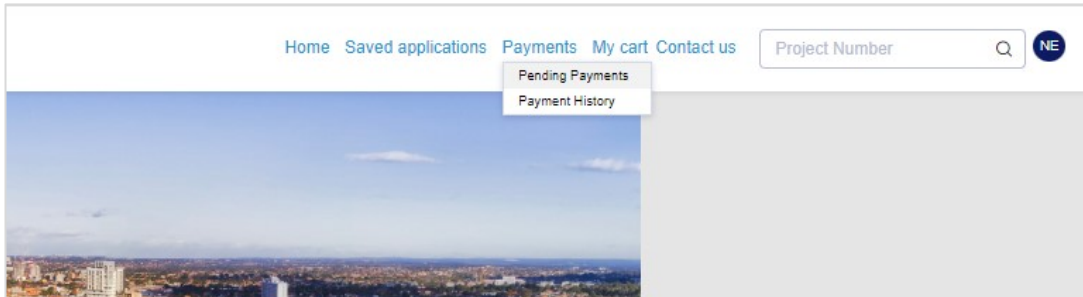 Home Saved applications Payments My cart Contact us Project Number NE
Pending Payments
Payment History